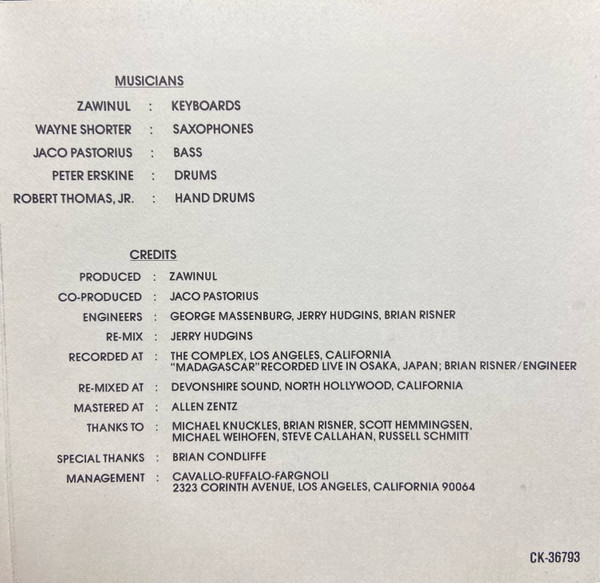 MUSICIANS
ZAWINUL : KEYBOARDS
WAYNE SHORTER : SAXOPHONES
JACO PASTORIUS : BASS
PETER ERSKINE : DRUMS
ROBERT THOMAS, JR. : HAND DRUMS
CREDITS
PRODUCED : ZAWINUL
CO-PRODUCED : JACO PASTORIUS
ENGINEERS : GEORGE MASSENBURG, JERRY HUDGINS, BRIAN RISNER
RE-MIX : JERRY HUDGINS
RECORDED AT : THE COMPLEX, LOS ANGELES, CALIFORNIA
"MADAGASCAR" RECORDED LIVE IN OSAKA, JAPAN; BRIAN RISNER/ENGINEER
RE-MIXED AT : DEVONSHIRE SOUND, NORTH HOLLYWOOD, CALIFORNIA
MASTERED AT : ALLEN ZENTZ
THANKS TO : MICHAEL KNUCKLES, BRIAN RISNER, SCOTT HEMMINGSEN,
MICHAEL WEIHOFEN, STEVE CALLAHAN, RUSSELL SCHMITT
SPECIAL THANKS : BRIAN CONDLIFFE
MANAGEMENT : CAVALLO-RUFFALO-FARGNOLI
2323 CORINTH AVENUE, LOS ANGELES, CALIFORNIA 90064
CK-36793